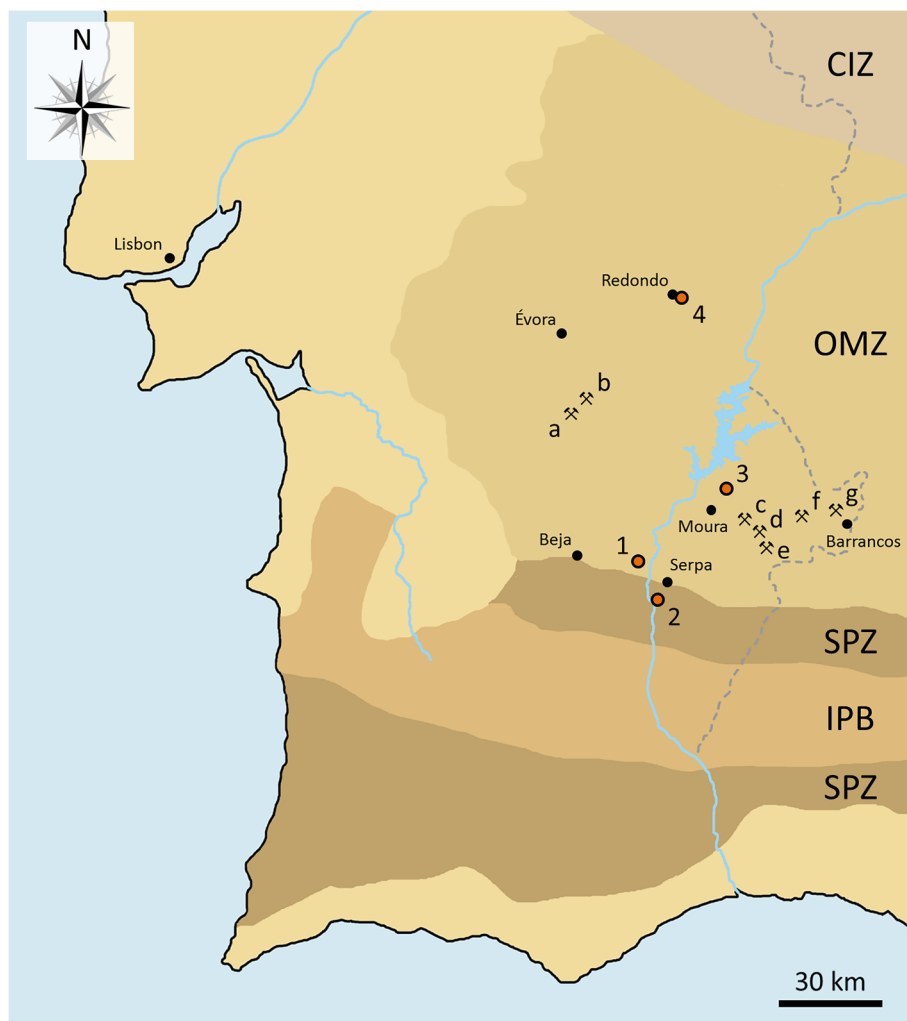 N
CIZ
Lisbon
Redondo
4
Évora
OMZ
b
a
3
c
d
e
f
g
Moura
Barrancos
Beja
1
Serpa
2
SPZ
IPB
SPZ
30 km